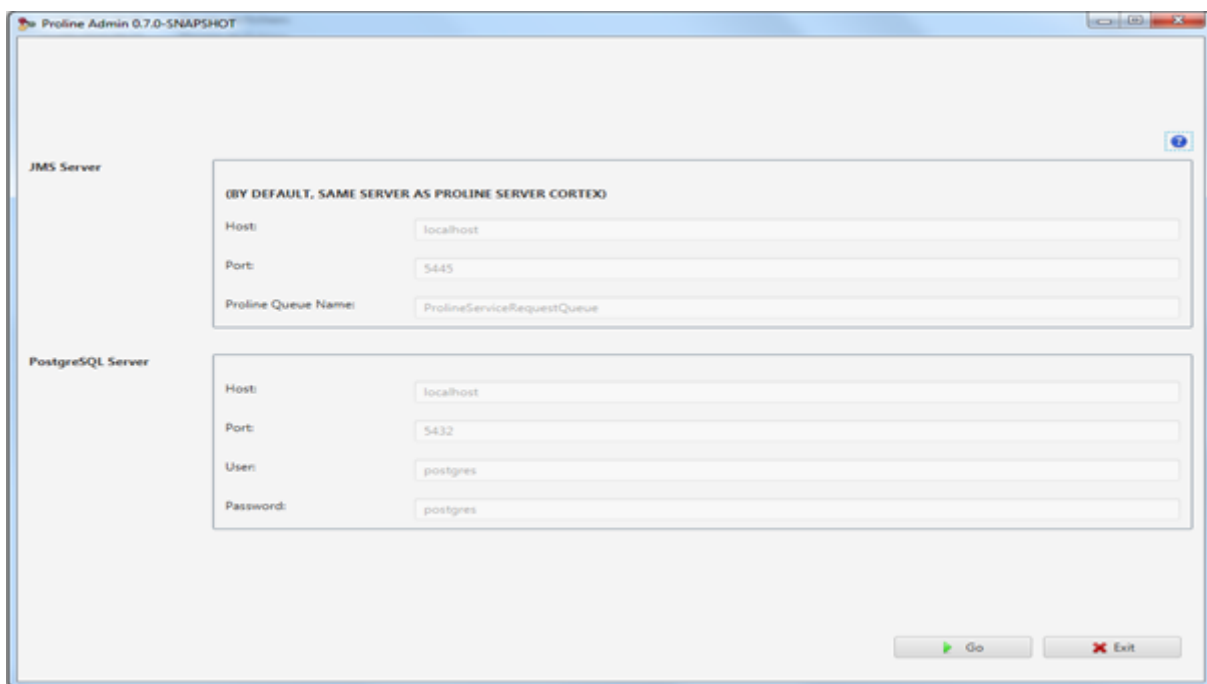 Proline Admin 0.7.0-SNAPSHOT
JMS Server
(BY DEFAULT, SAME SERVER AS PROLINE SERVER CORTEX)
Host: localhost
Port: 5445
Proline Queue Name: ProlineServiceRequestQueue
PostgreSQL Server
Host: localhost
Port: 5432
User: postgres
Password: postgres
Go Exit